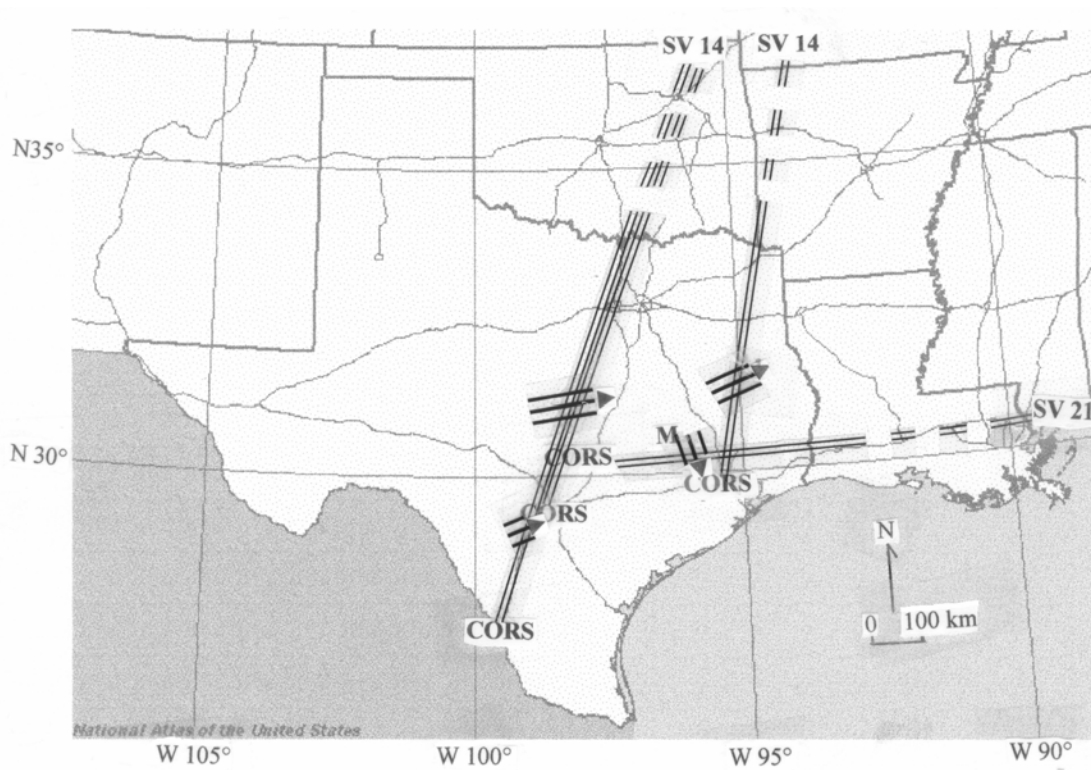 SV 14
SV 14
N35°
SV 21
M
N 30°
CORS
CORS
CORS
N
0 100 km
CORS
National Atlas of the United States
W 105°
W 100°
W 95°
W 90°